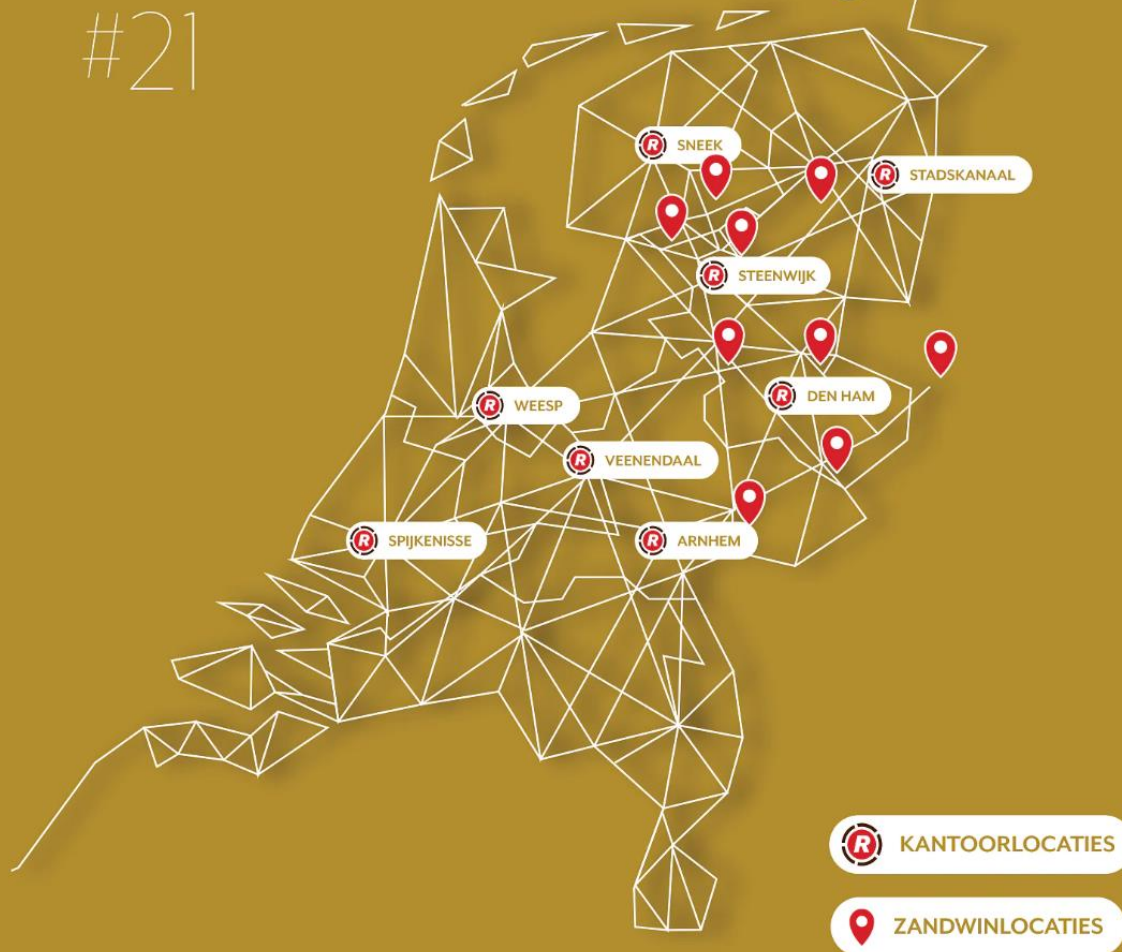 #21
R SNEEK
R STADSKANAAL
R STEENWIJK
R DEN HAM
R WEESP
R VEENENDAAL
R SPIJKENISSE
R ARNHEM
R KANTOORLOCATIES
ZANDWINLOCATIES